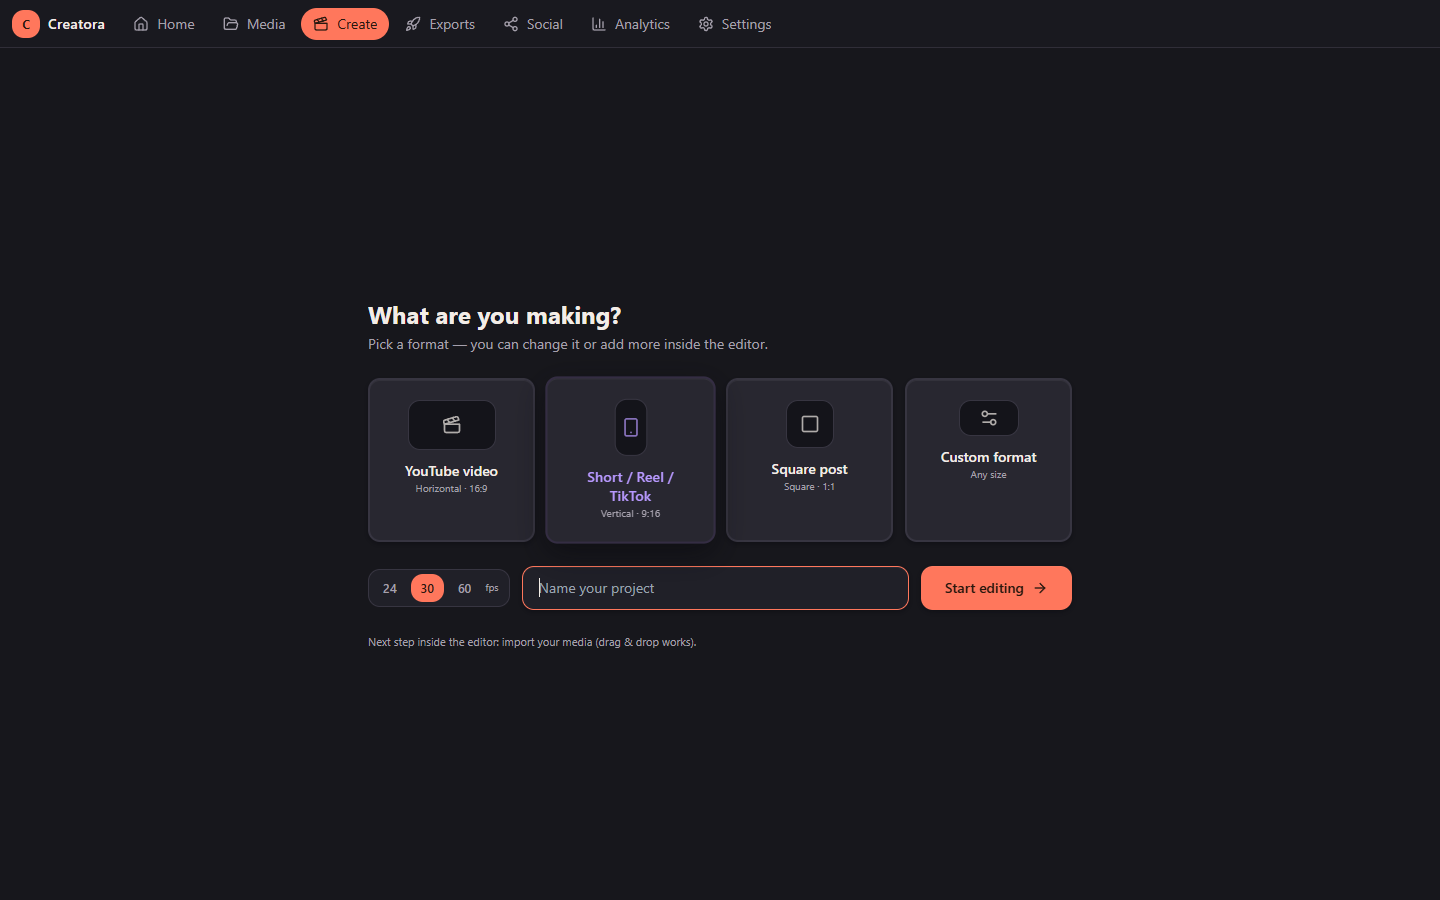 C Creatora Home Media Create Exports Social Analytics Settings
What are you making?
Pick a format — you can change it or add more inside the editor.
YouTube video
Horizontal · 16:9
Short / Reel /
TikTok
Vertical · 9:16
Square post
Square · 1:1
Custom format
Any size
24 30 60 fps
Name your project
Start editing
Next step inside the editor: import your media (drag & drop works).